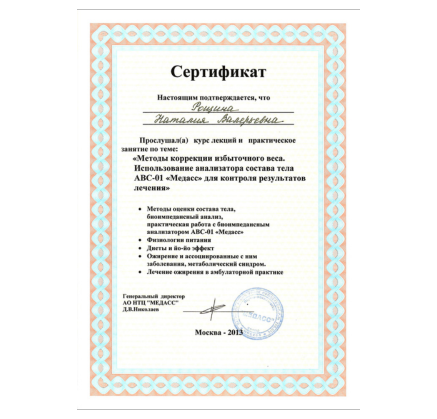 Сертификат
Настоящим подтверждается, что
Рощина
Наталия Валерьевна
Прослушал(а) курс лекций и практическое
занятие по теме:
«Методы коррекции избыточного веса.
Использование анализатора состава тела
АВС-01 «Медасс» для контроля результатов
лечения»
• Методы оценки состава тела,
биоимпедансный анализ,
практическая работа с биоимпедансным
анализатором АВС-01 «Медасс»
• Физиология питания
• Диеты и йо-йо эффект
• Ожирение и ассоциированные с ним
заболевания, метаболический синдром.
• Лечение ожирения в амбулаторной практике
Генеральный директор
АО НТЦ "МЕДАСС"
Д.В.Николаев
Москва - 2013